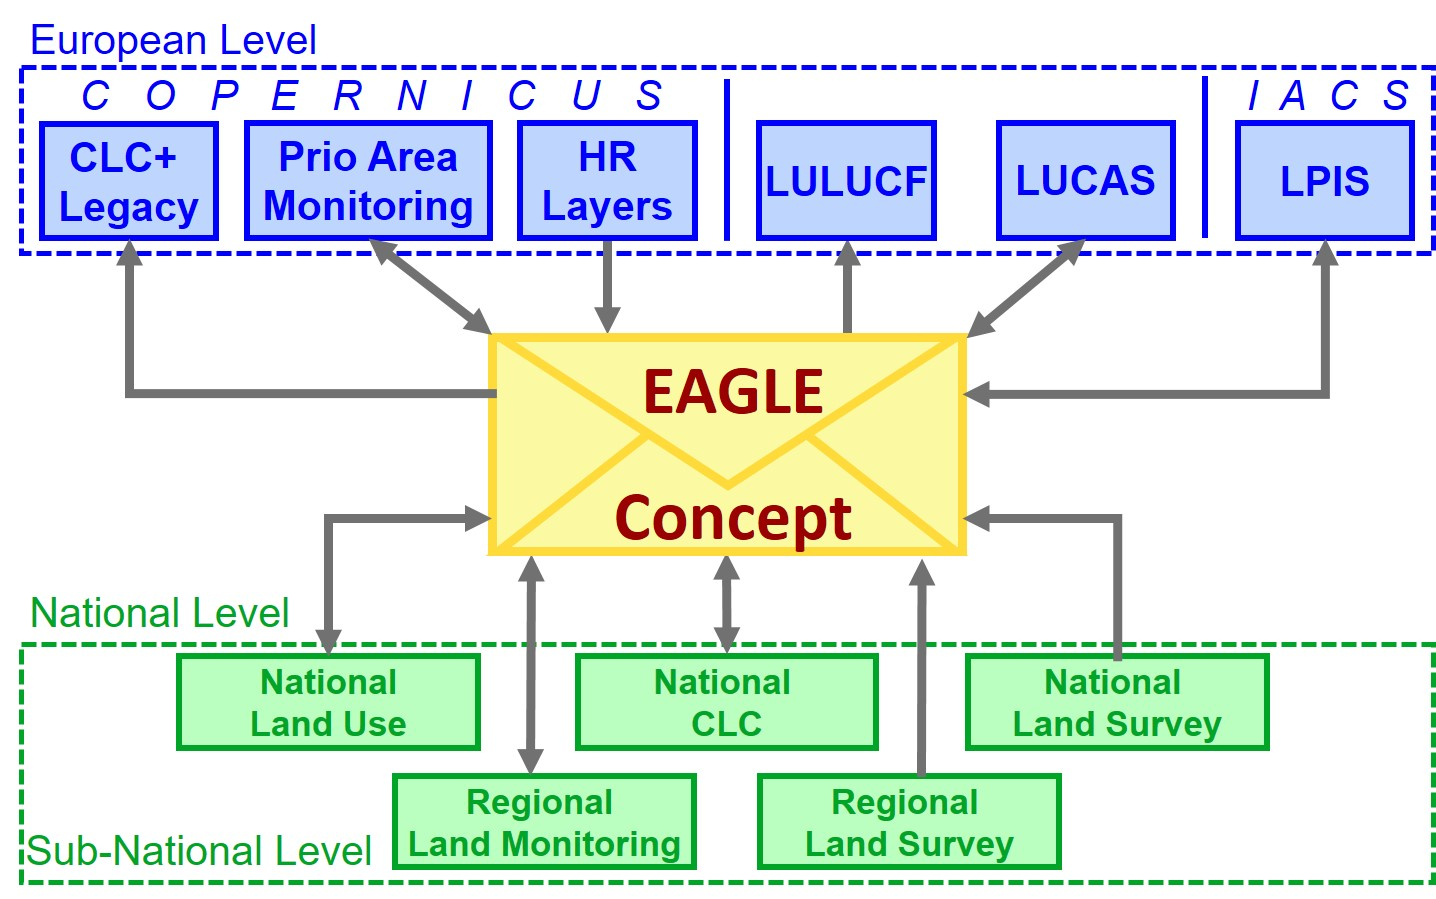 European Level
C O P E R N I C U S
I A C S
CLC+
Legacy
Prio Area
Monitoring
HR
Layers
LULUCF
LUCAS
LPIS
EAGLE
Concept
National Level
National
Land Use
National
CLC
National
Land Survey
Regional
Land Monitoring
Regional
Land Survey
Sub-National Level